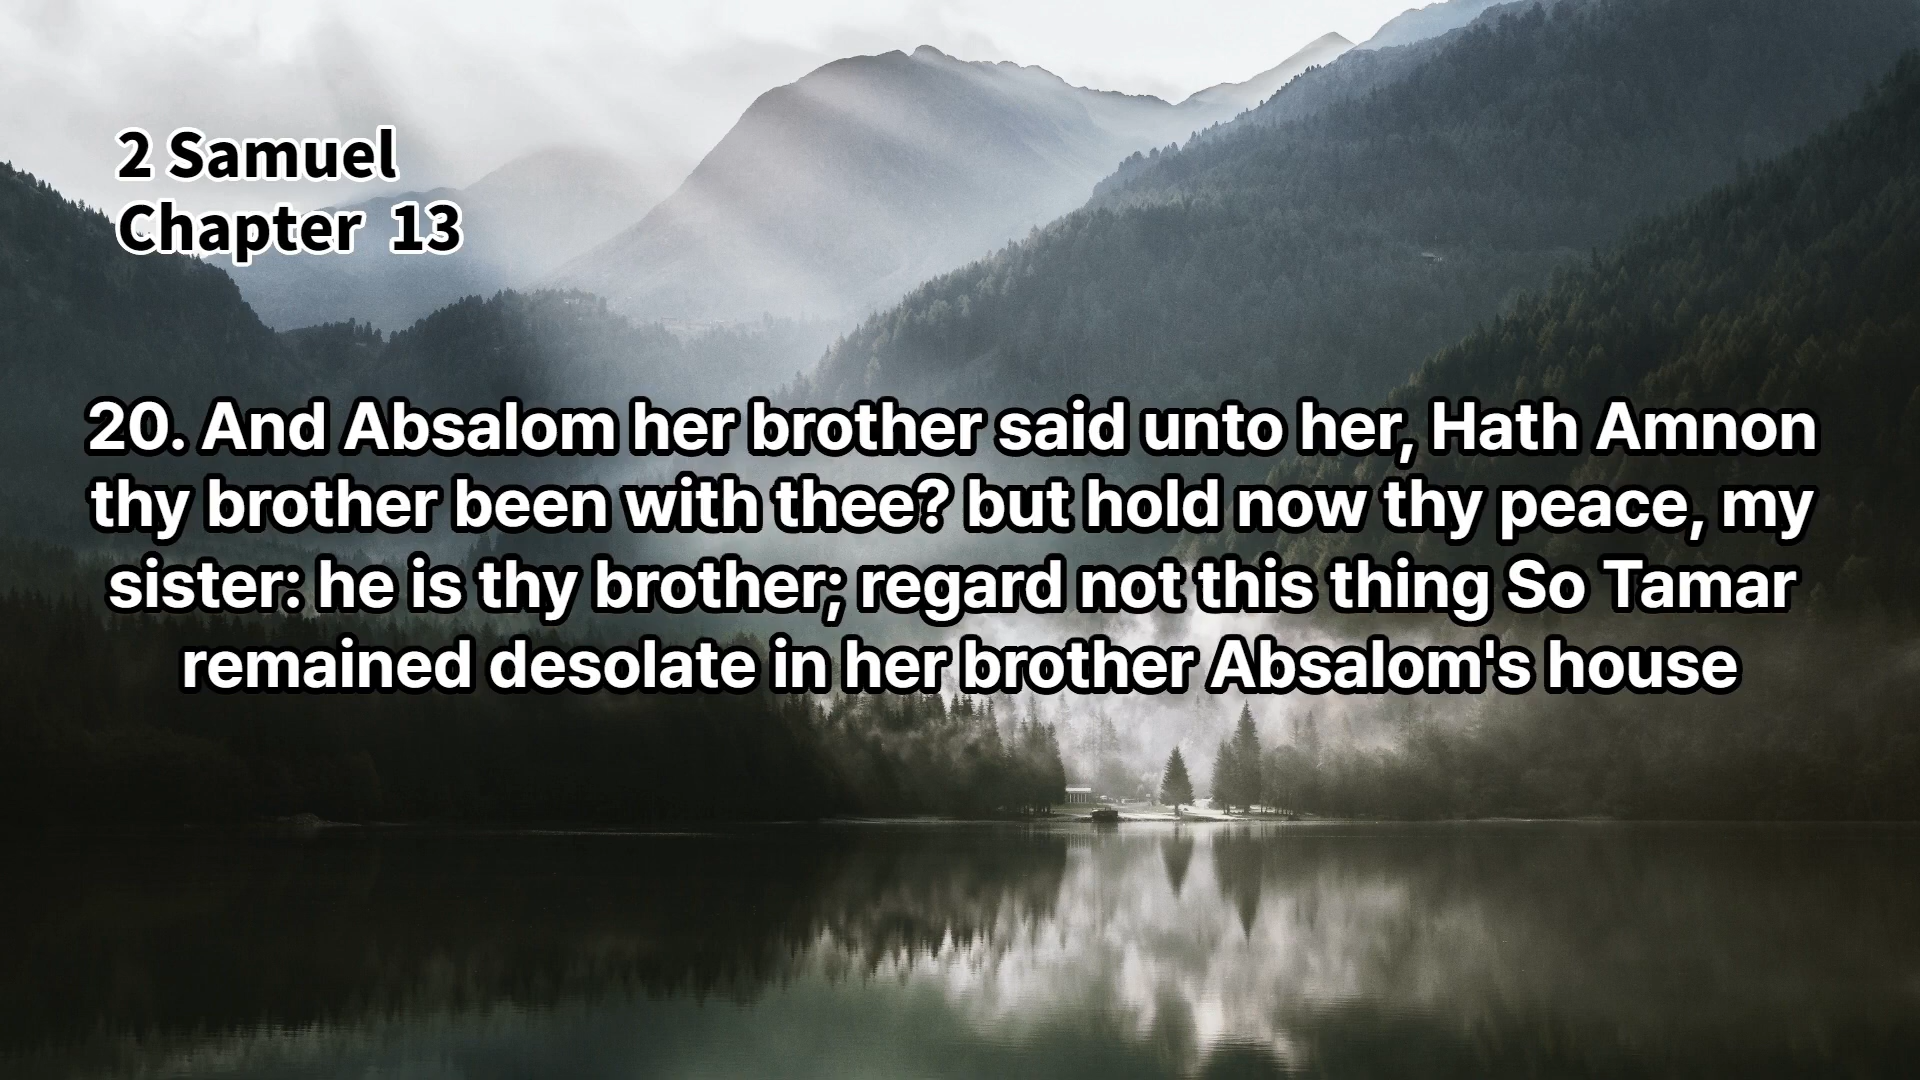 2 Samuel
Chapter 13
20. And Absalom her brother said unto her, Hath Amnon
thy brother been with thee? but hold now thy peace, my
sister: he is thy brother; regard not this thing So Tamar
remained desolate in her brother Absalom's house